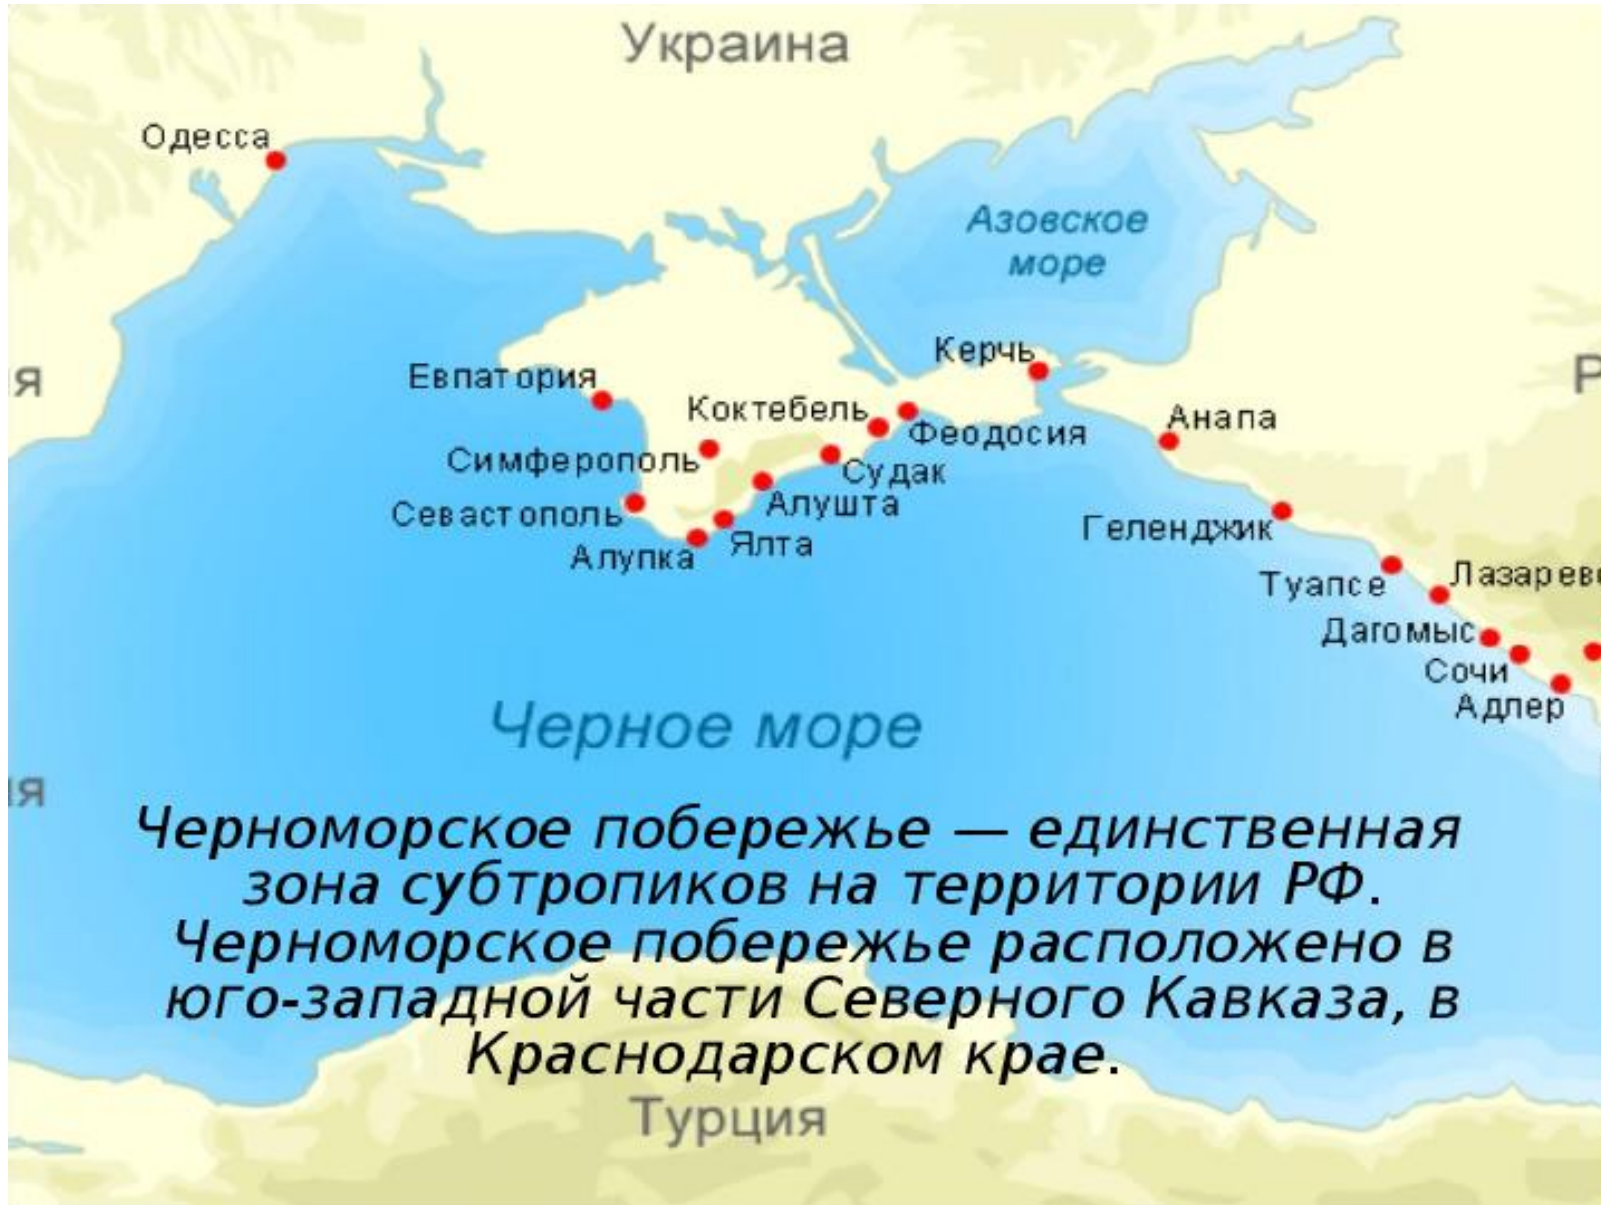 Украина
Одесса
Азовское
море
Керчь
я
Р
Евпатория
Коктебель
Анапа
Феодосия
Симферополь
Судак
Севастополь
Алушта
Геленджик
Ялта
Алупка
Туапсе
Лазаревс
Дагомыс
Сочи
Адлер
Черное море
ия
Черноморское побережье — единственная
зона субтропиков на территории РФ.
Черноморское побережье расположено в
юго-западной части Северного Кавказа, в
Краснодарском крае.
Турция